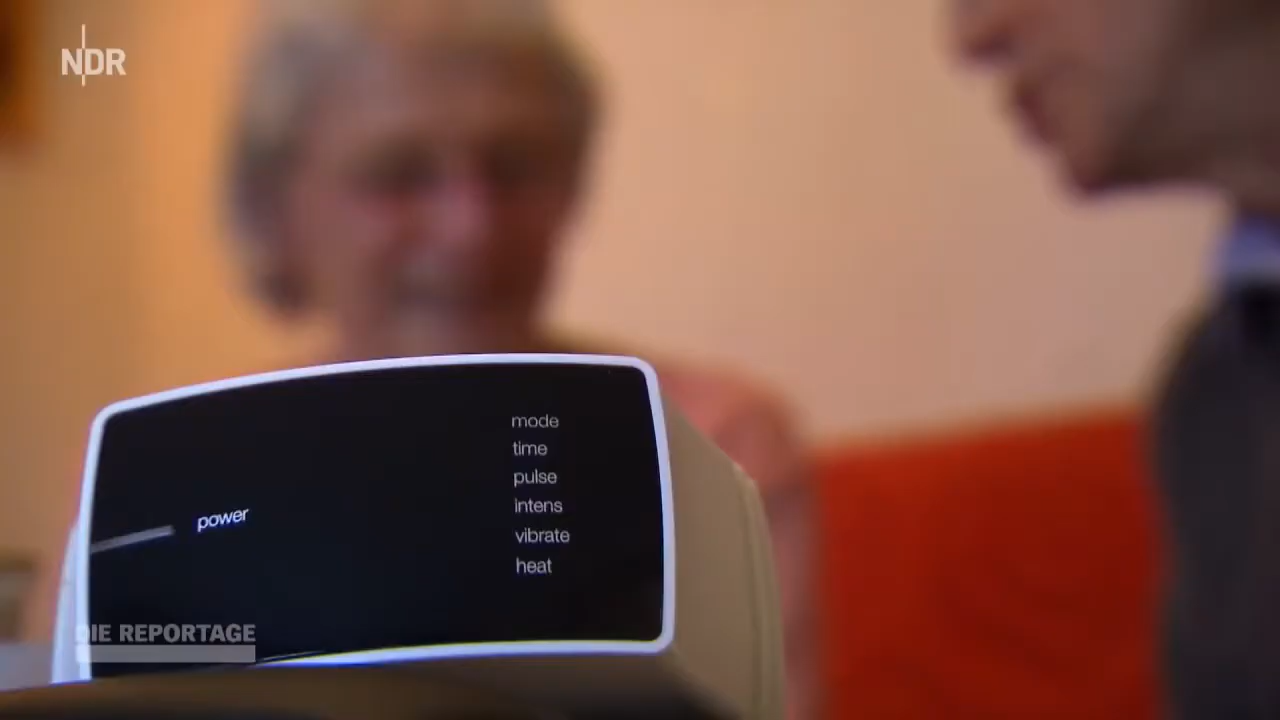 NDR
mode
time
pulse
power
intens
vibrate
heat
DIE REPORTAGE